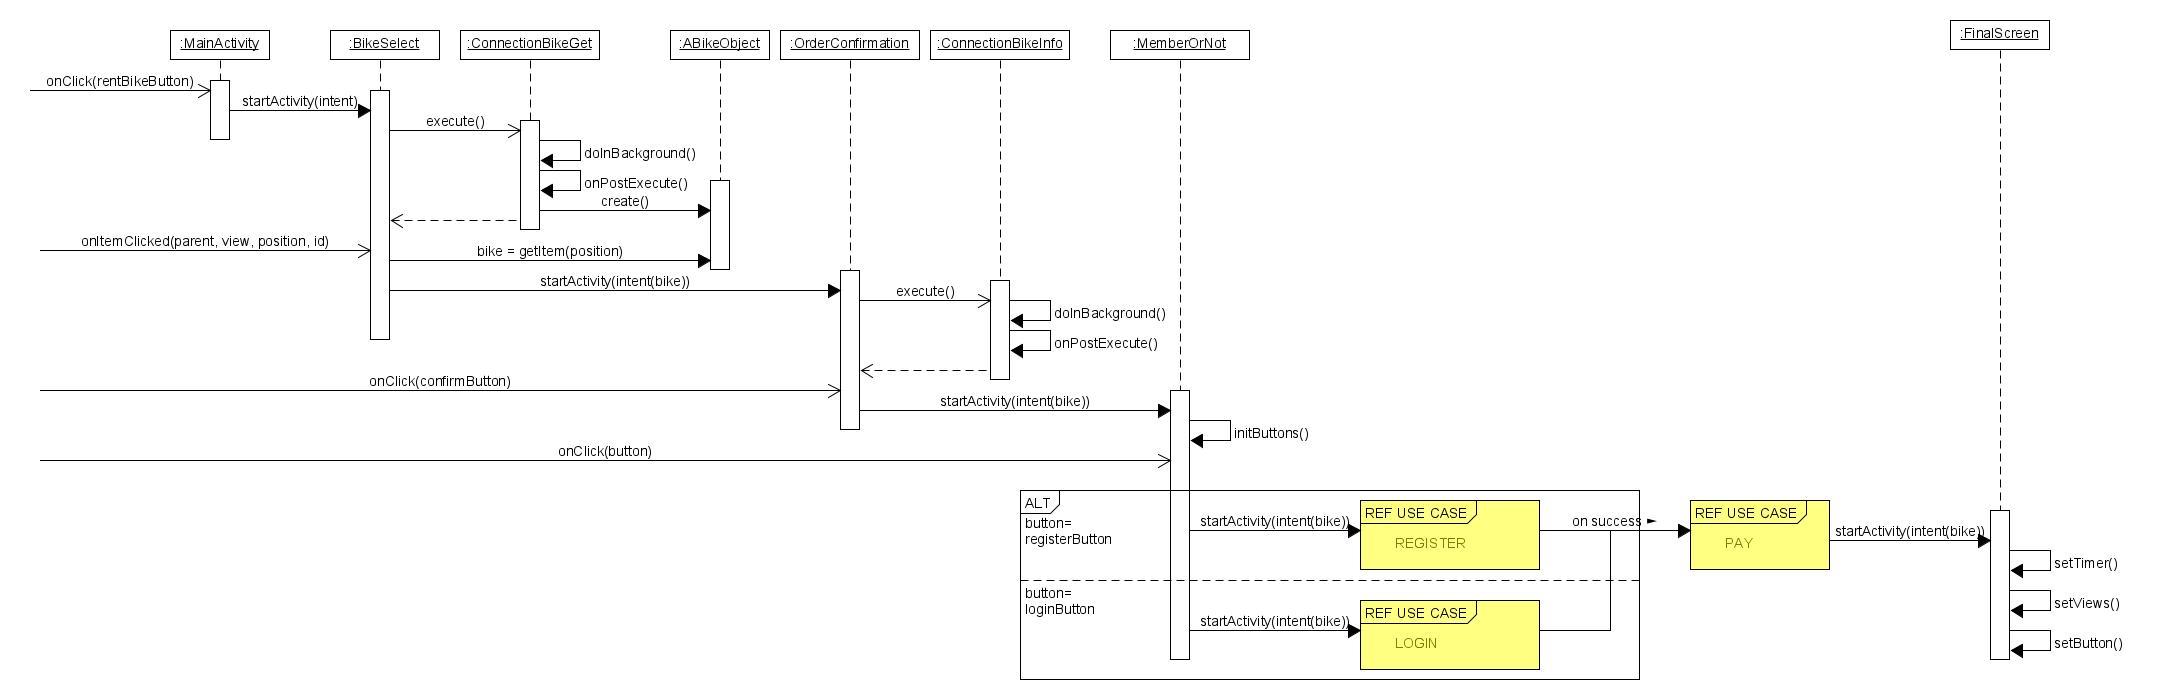 :MainActivity
:BikeSelect
:ConnectionBikeGet
:ABikeObject
:OrderConfirmation
:ConnectionBikeInfo
:MemberOrNot
:FinalScreen
onClick(rentBikeButton)
startActivity(intent)
execute()
doInBackground()
onPostExecute()
create()
onItemClicked(parent, view, position, id)
bike = getItem(position)
startActivity(intent(bike))
execute()
doInBackground()
onPostExecute()
onClick(confirmButton)
startActivity(intent(bike))
initButtons()
onClick(button)
ALT
button=
registerButton
startActivity(intent(bike))
REF USE CASE
REGISTER
on success ►
REF USE CASE
PAY
startActivity(intent(bike))
setTimer()
setViews()
setButton()
button=
loginButton
startActivity(intent(bike))
REF USE CASE
LOGIN